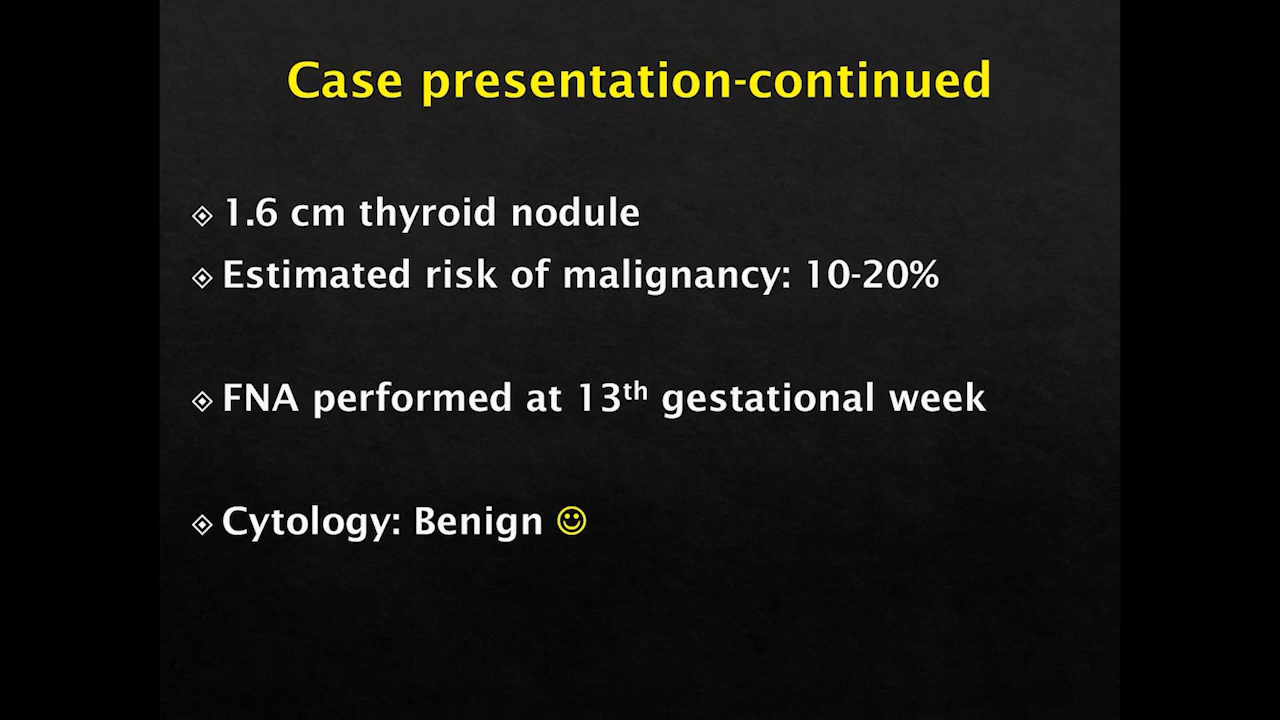 Case presentation-continued
1.6 cm thyroid nodule
Estimated risk of malignancy: 10-20%
FNA performed at 13th gestational week
Cytology: Benign ☺